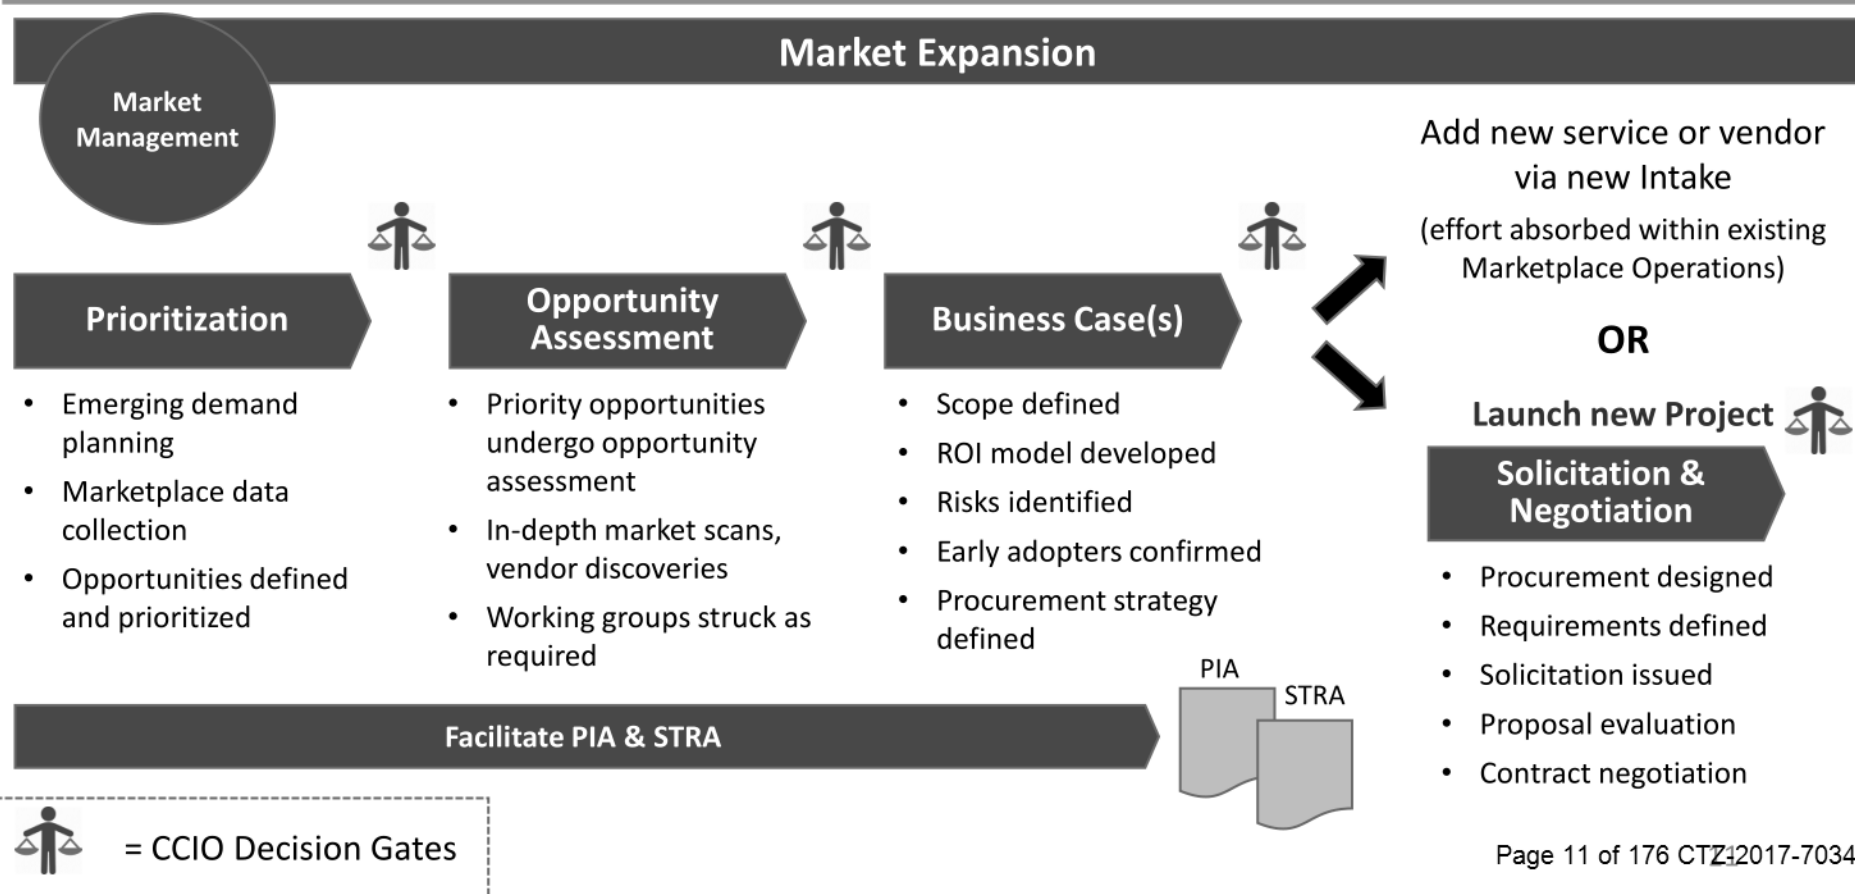 Market Expansion
Market
Management
Add new service or vendor
via new Intake
(effort absorbed within existing
Marketplace Operations)
OR
Prioritization
• Emerging demand
planning
• Marketplace data
collection
• Opportunities defined
and prioritized
Opportunity
Assessment
• Priority opportunities
undergo opportunity
assessment
• In-depth market scans,
vendor discoveries
• Working groups struck as
required
Business Case(s)
• Scope defined
• ROI model developed
• Risks identified
• Early adopters confirmed
• Procurement strategy
defined
Launch new Project
Solicitation &
Negotiation
• Procurement designed
• Requirements defined
• Solicitation issued
• Proposal evaluation
• Contract negotiation
Facilitate PIA & STRA
PIA
STRA
= CCIO Decision Gates
Page 11 of 176 CTZ-2017-7034